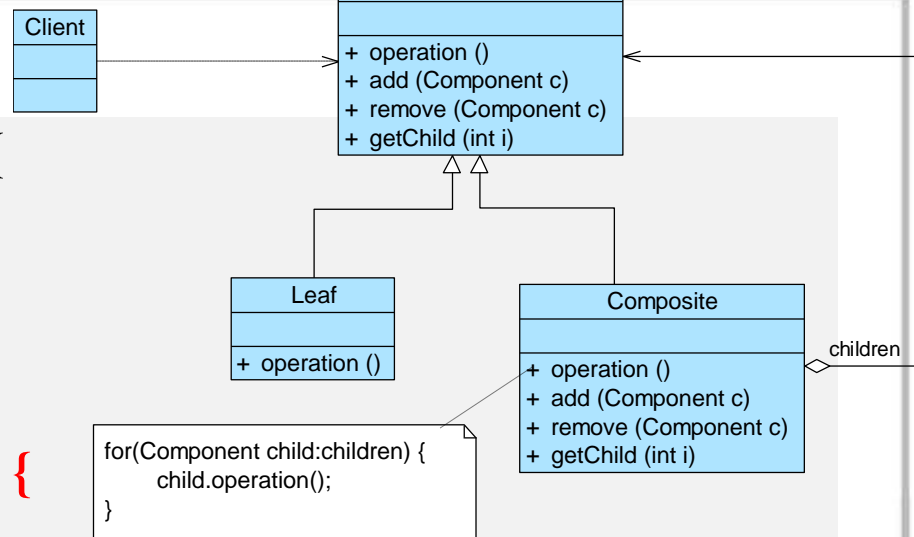 Client
+ operation ()
+ add (Component c)
+ remove (Component c)
+ getChild (int i)
Leaf
+ operation ()
Composite
+ operation ()
+ add (Component c)
+ remove (Component c)
+ getChild (int i)
children
for(Component child:children) {
child.operation();
}
{